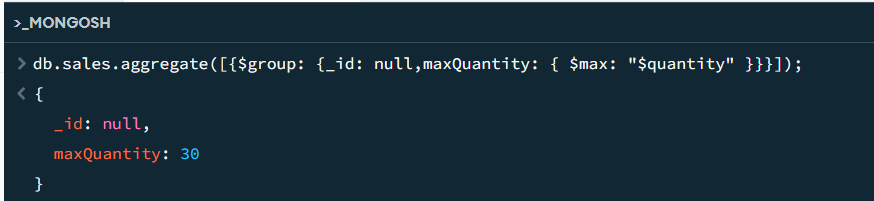 >_MONGOSH
> db.sales.aggregate([{$group: {_id: null,maxQuantity: { $max: "$quantity" }}}]);
< {
_id: null,
maxQuantity: 30
}